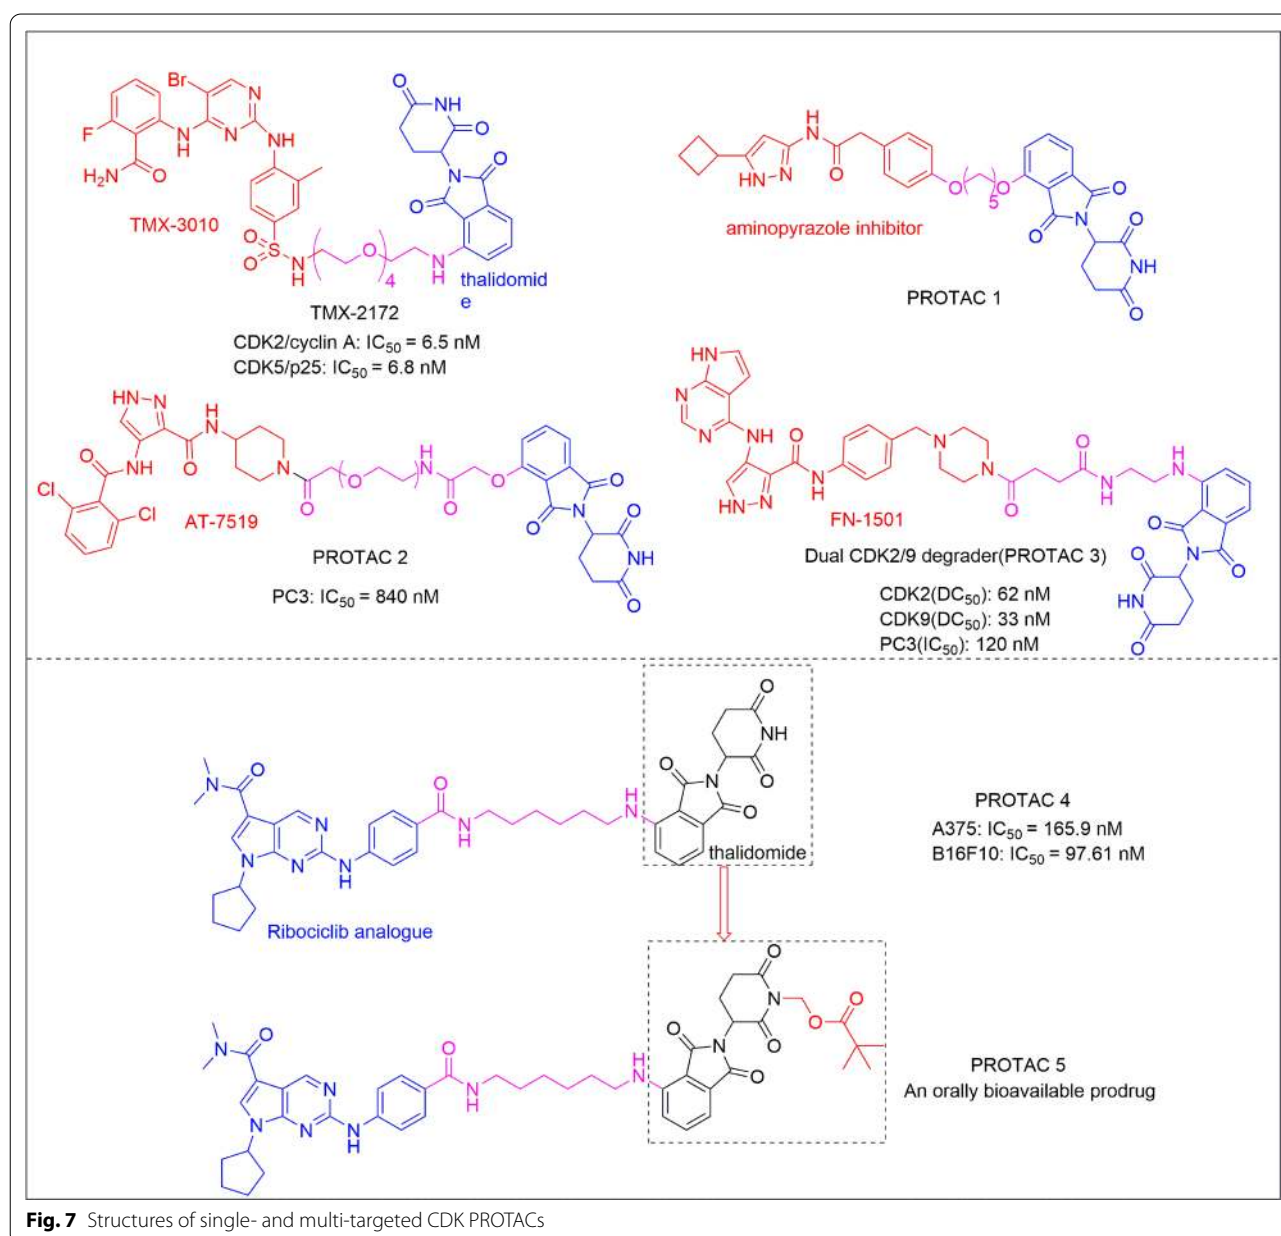 TMX-3010
thalidomid
e
TMX-2172
CDK2/cyclin A: IC50 = 6.5 nM
CDK5/p25: IC50 = 6.8 nM
aminopyrazole inhibitor
PROTAC 1
AT-7519
PROTAC 2
PC3: IC50 = 840 nM
FN-1501
Dual CDK2/9 degrader(PROTAC 3)
CDK2(DC50): 62 nM
CDK9(DC50): 33 nM
PC3(IC50): 120 nM
thalidomide
Ribociclib analogue
PROTAC 4
A375: IC50 = 165.9 nM
B16F10: IC50 = 97.61 nM
PROTAC 5
An orally bioavailable prodrug
Fig. 7 Structures of single- and multi-targeted CDK PROTACs